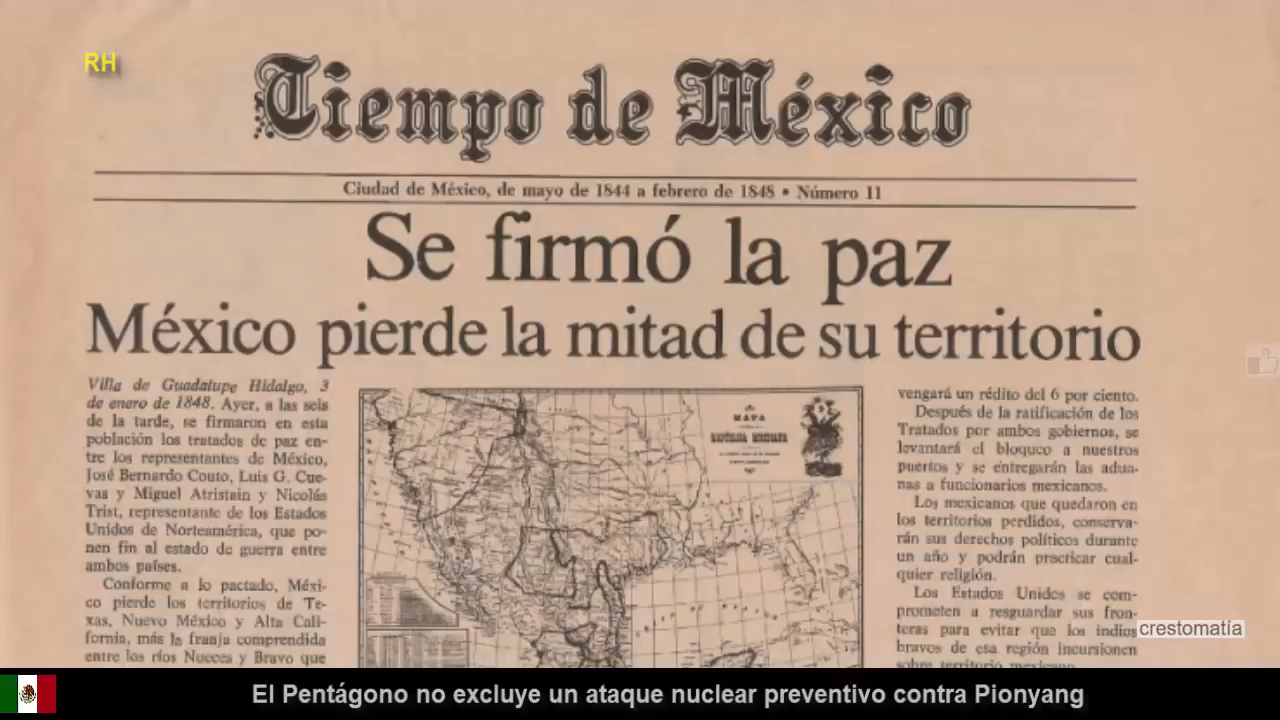 RH
Tiempo de México
Ciudad de México, de mayo de 1844 a febrero de 1848 • Número 11
Se firmó la paz
México pierde la mitad de su territorio
Villa de Guadalupe Hidalgo, 3
de enero de 1848. Ayer, a las seis
de la tarde, se firmaron en esta
población los tratados de paz en-
tre los representantes de México,
José Bernardo Couto, Luis G. Cue-
vas y Miguel Atristain y Nicolás
Trist, representante de los Estados
Unidos de Norteamérica, que po-
nen fin al estado de guerra entre
ambos países.
Conforme a lo pactado, Méxi-
co pierde los territorios de Te-
xas, Nuevo México y Alta Cali-
fornia, más la franja comprendida
entre los ríos Nueces y Bravo que
MAPA
REPÚBLICA MEXICANA
vengará un rédito del 6 por ciento.
Después de la ratificación de los
Tratados por ambos gobiernos, se
levantará el bloqueo a nuestros
puertos y se entregarán las adua-
nas a funcionarios mexicanos.
Los mexicanos que quedaron en
los territorios perdidos, conserva-
rán sus derechos políticos durante
un año y podrán practicar cual-
quier religión.
Los Estados Unidos se com-
prometen a resguardar sus fron-
teras para evitar que los indios
bravos de esa región incursionen
sobre territorio mexicano
crestomatía
El Pentágono no excluye un ataque nuclear preventivo contra Pionyang